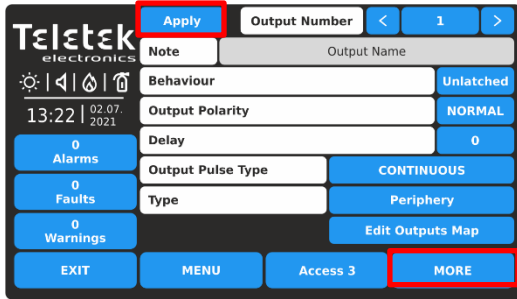 Teletek
electronics
13:22 02.07.
2021
0
Alarms
0
Faults
0
Warnings
EXIT
Apply
Output Number < 1 >
Note Output Name
Behaviour Unlatched
Output Polarity NORMAL
Delay 0
Output Pulse Type CONTINUOUS
Type Periphery
Edit Outputs Map
MENU
Access 3
MORE